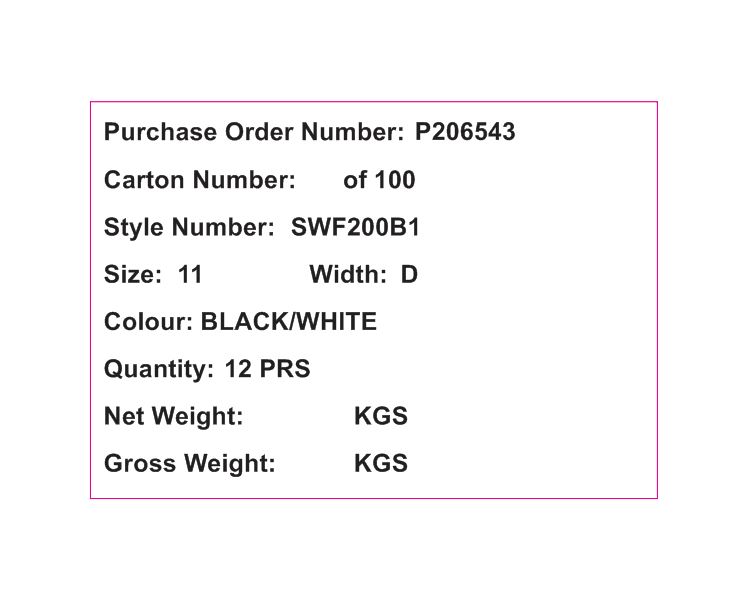 Purchase Order Number: P206543
Carton Number: of 100
Style Number: SWF200B1
Size: 11 Width: D
Colour: BLACK/WHITE
Quantity: 12 PRS
Net Weight: KGS
Gross Weight: KGS